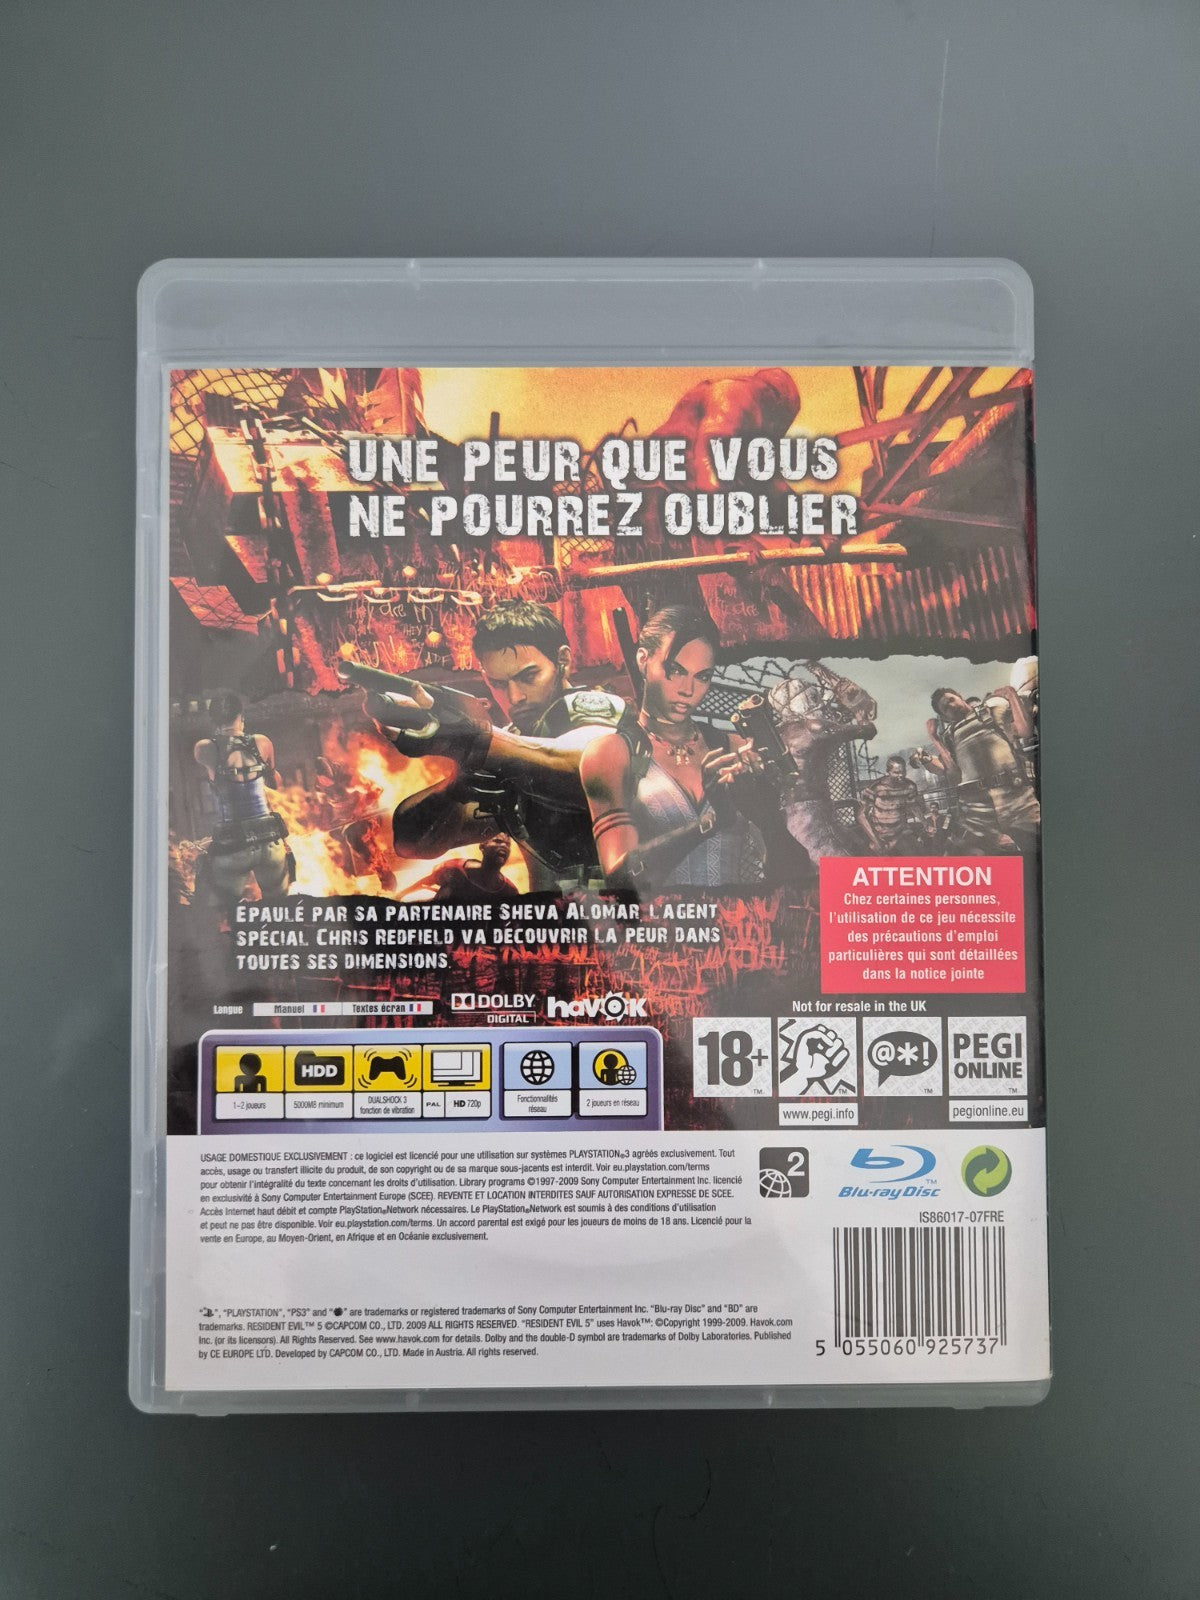 UNE PEUR QUE VOUS
NE POURREZ OUBLIER
ÉPAULÉ PAR SA PARTENAIRE SHEVA ALOMAR, L'AGENT
SPÉCIAL CHRIS REDFIELD VA DÉCOUVRIR LA PEUR DANS
TOUTES SES DIMENSIONS.
ATTENTION
Chez certaines personnes,
l'utilisation de ce jeu nécessite
des précautions d'emploi
particulières qui sont détaillées
dans la notice jointe
Langue Manuel Textes écran
DOLBY
DIGITAL
havok
Not for resale in the UK
HDD
1-2 joueurs
5000MB minimum
DUALSHOCK 3
fonction de vibration
PAL HD 720p
Fonctionnalités
réseau
2 joueurs en réseau
18+ ™
™
@*! ™
PEGI
ONLINE
™
www.pegi.info
pegionline.eu
USAGE DOMESTIQUE EXCLUSIVEMENT : ce logiciel est licencié pour une utilisation sur systèmes PLAYSTATION®3 agréés exclusivement. Tout
accès, usage ou transfert illicite du produit, de son copyright ou de sa marque sous-jacents est interdit. Voir eu.playstation.com/terms
pour obtenir l'intégralité du texte concernant les droits d'utilisation. Library programs ©1997-2009 Sony Computer Entertainment Inc. licencié
en exclusivité à Sony Computer Entertainment Europe (SCEE). REVENTE ET LOCATION INTERDITES SAUF AUTORISATION EXPRESSE DE SCEE.
Accès Internet haut débit et compte PlayStation®Network nécessaires. Le PlayStation®Network est soumis à des conditions d'utilisation
et peut ne pas être disponible. Voir eu.playstation.com/terms. Un accord parental est exigé pour les joueurs de moins de 18 ans. Licencié pour la
vente en Europe, au Moyen-Orient, en Afrique et en Océanie exclusivement.
2
Blu-ray Disc ™
IS86017-07FRE
" ", "PLAYSTATION", "PS3" and " " are trademarks or registered trademarks of Sony Computer Entertainment Inc. "Blu-ray Disc" and "BD" are
trademarks. RESIDENT EVIL™ 5 ©CAPCOM CO., LTD. 2009 ALL RIGHTS RESERVED. "RESIDENT EVIL 5" uses Havok™: ©Copyright 1999-2009. Havok.com
Inc. (or its licensors). All Rights Reserved. See www.havok.com for details. Dolby and the double-D symbol are trademarks of Dolby Laboratories. Published
by CE EUROPE LTD. Developed by CAPCOM CO., LTD. Made in Austria. All rights reserved.
5 055060 925737